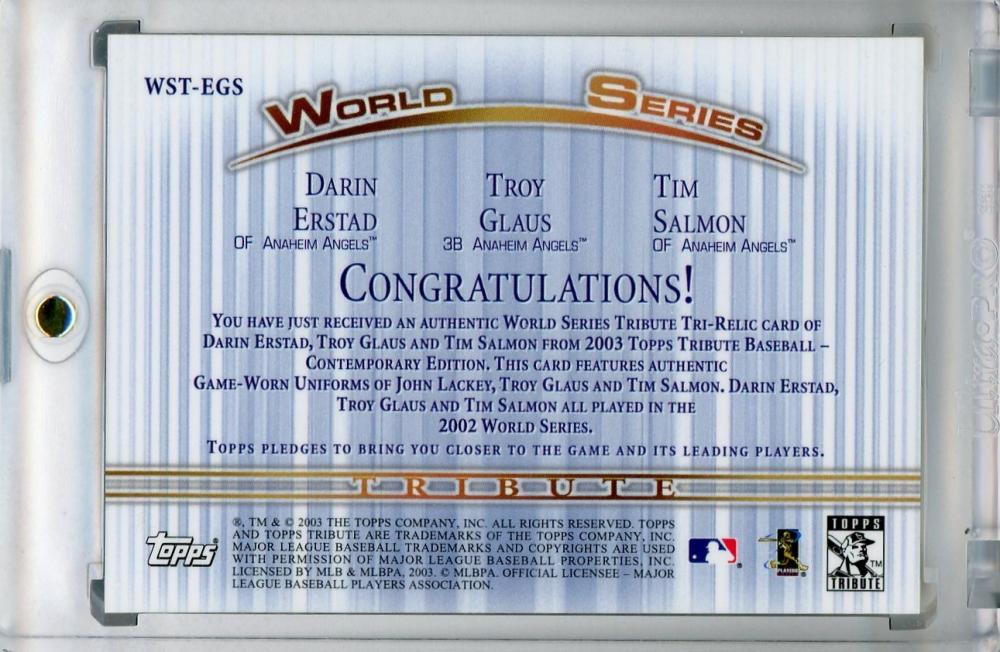 WST-EGS
WORLD SERIES
DARIN ERSTAD
OF ANAHEIM ANGELS™
TROY GLAUS
3B ANAHEIM ANGELS™
TIM SALMON
OF ANAHEIM ANGELS™
CONGRATULATIONS!
YOU HAVE JUST RECEIVED AN AUTHENTIC WORLD SERIES TRIBUTE TRI-RELIC CARD OF
DARIN ERSTAD, TROY GLAUS AND TIM SALMON FROM 2003 TOPPS TRIBUTE BASEBALL –
CONTEMPORARY EDITION. THIS CARD FEATURES AUTHENTIC
GAME-WORN UNIFORMS OF JOHN LACKEY, TROY GLAUS AND TIM SALMON. DARIN ERSTAD,
TROY GLAUS AND TIM SALMON ALL PLAYED IN THE
2002 WORLD SERIES.
TOPPS PLEDGES TO BRING YOU CLOSER TO THE GAME AND ITS LEADING PLAYERS.
TRIBUTE
topps®
®, TM & © 2003 THE TOPPS COMPANY, INC. ALL RIGHTS RESERVED. TOPPS
AND TOPPS TRIBUTE ARE TRADEMARKS OF THE TOPPS COMPANY, INC.
MAJOR LEAGUE BASEBALL TRADEMARKS AND COPYRIGHTS ARE USED
WITH PERMISSION OF MAJOR LEAGUE BASEBALL PROPERTIES, INC.
LICENSED BY MLB & MLBPA, 2003. © MLBPA. OFFICIAL LICENSEE – MAJOR
LEAGUE BASEBALL PLAYERS ASSOCIATION.
PLAYERS
TOPPS
TRIBUTE
TM
UltraPro®